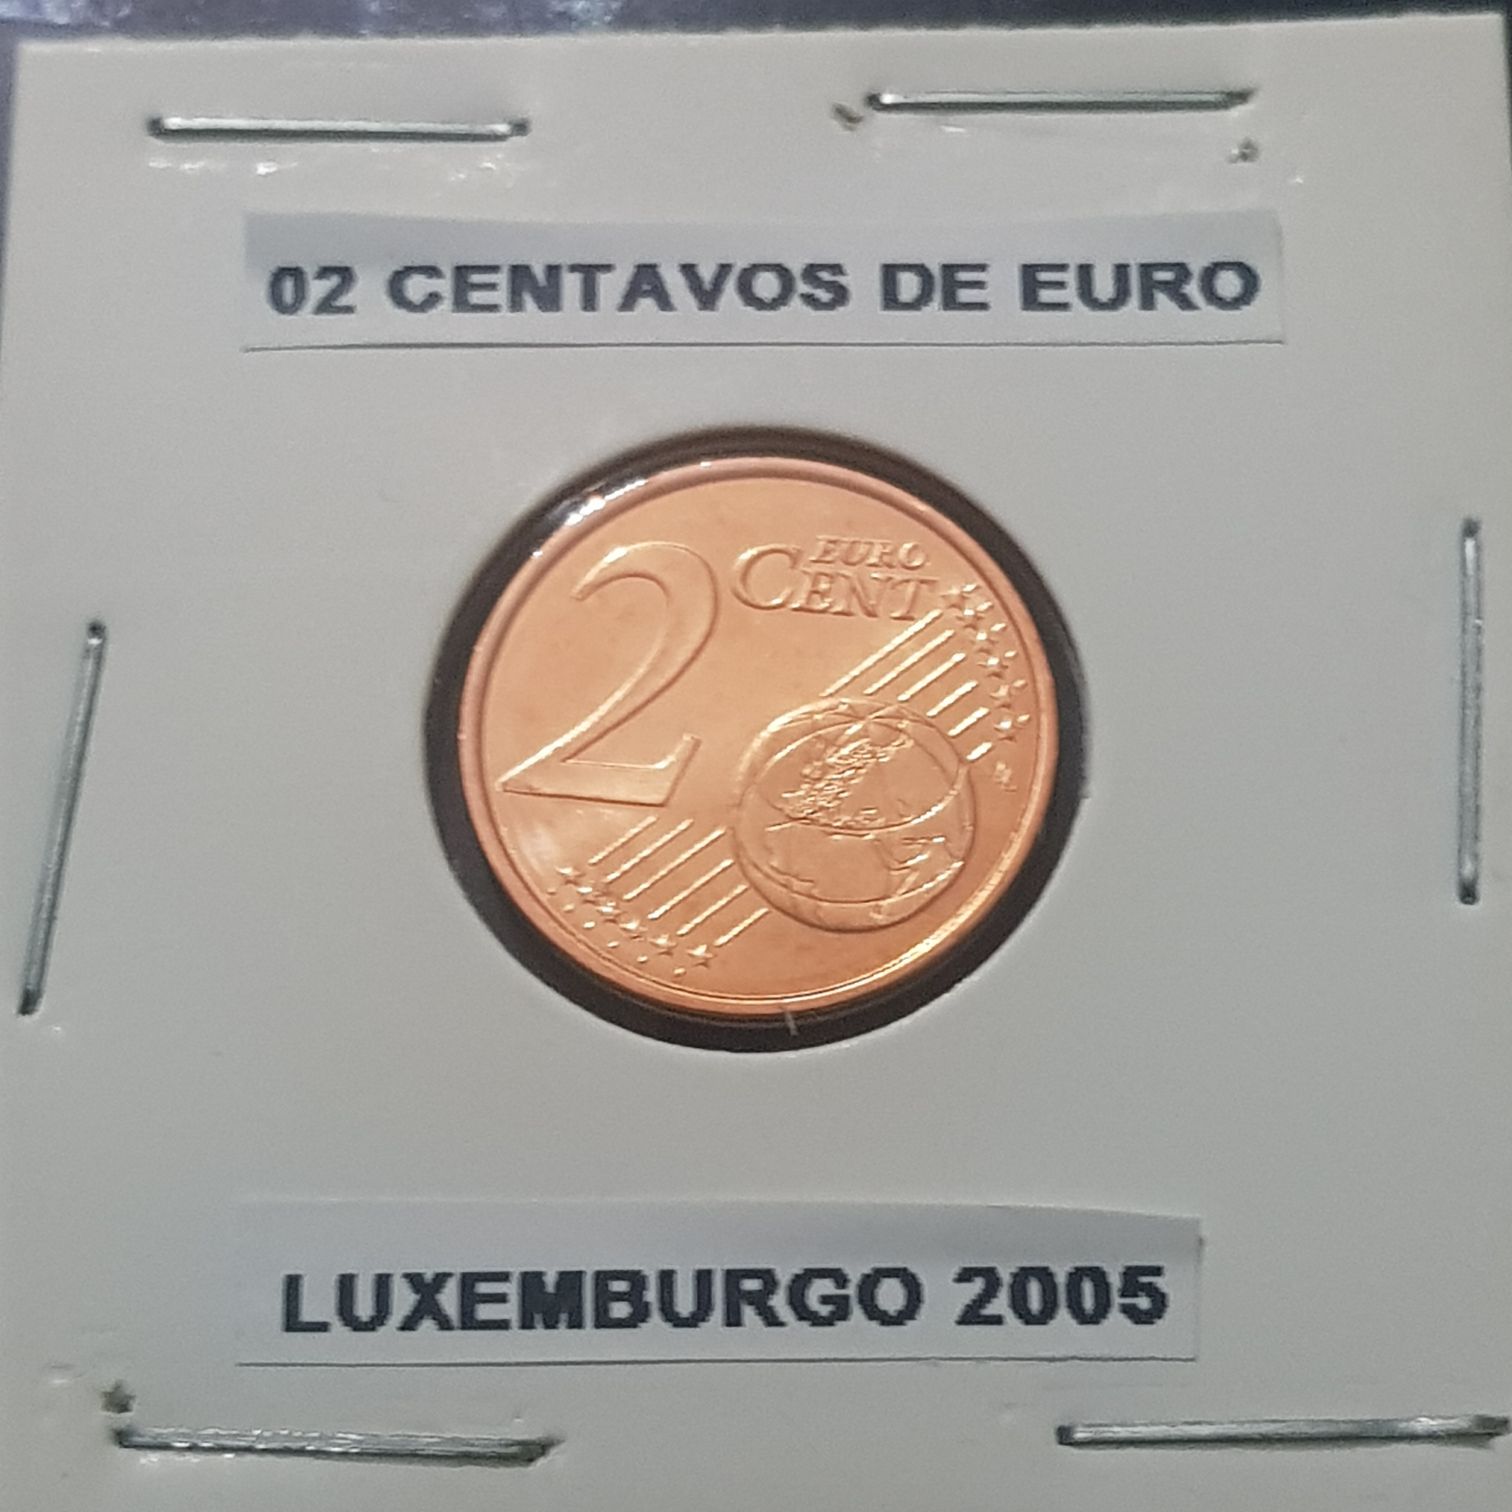 02 CENTAVOS DE EURO
2 EURO
CENT
LUXEMBURGO 2005